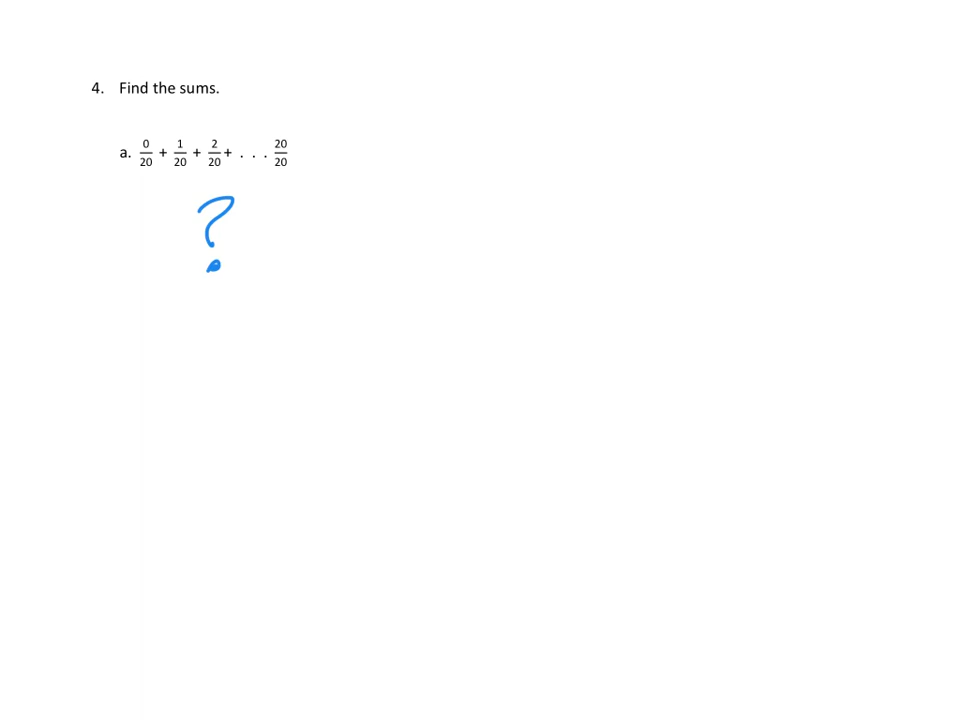 4. Find the sums.
a. 0/20 + 1/20 + 2/20 + . . . 20/20
?